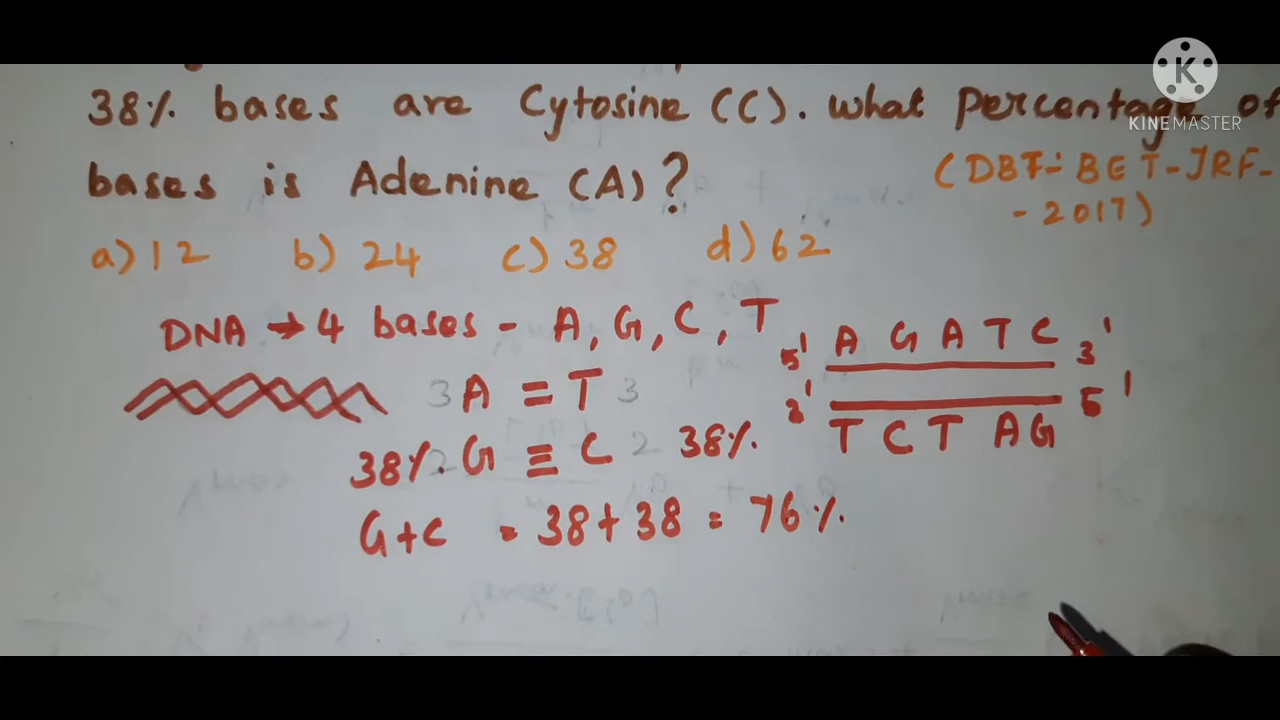 38% bases are Cytosine (C). what percentage of
bases is Adenine (A)?
(DBT-BET-JRF-
- 2017)
a) 12 b) 24 c) 38 d) 62
DNA → 4 bases - A, G, C, T
5' A G A T C 3'
3' T C T A G 5'
3 A = T 3
38% 2 G ≡ C 2 38%.
G+C = 38+38 = 76%.
K
KINEMASTER